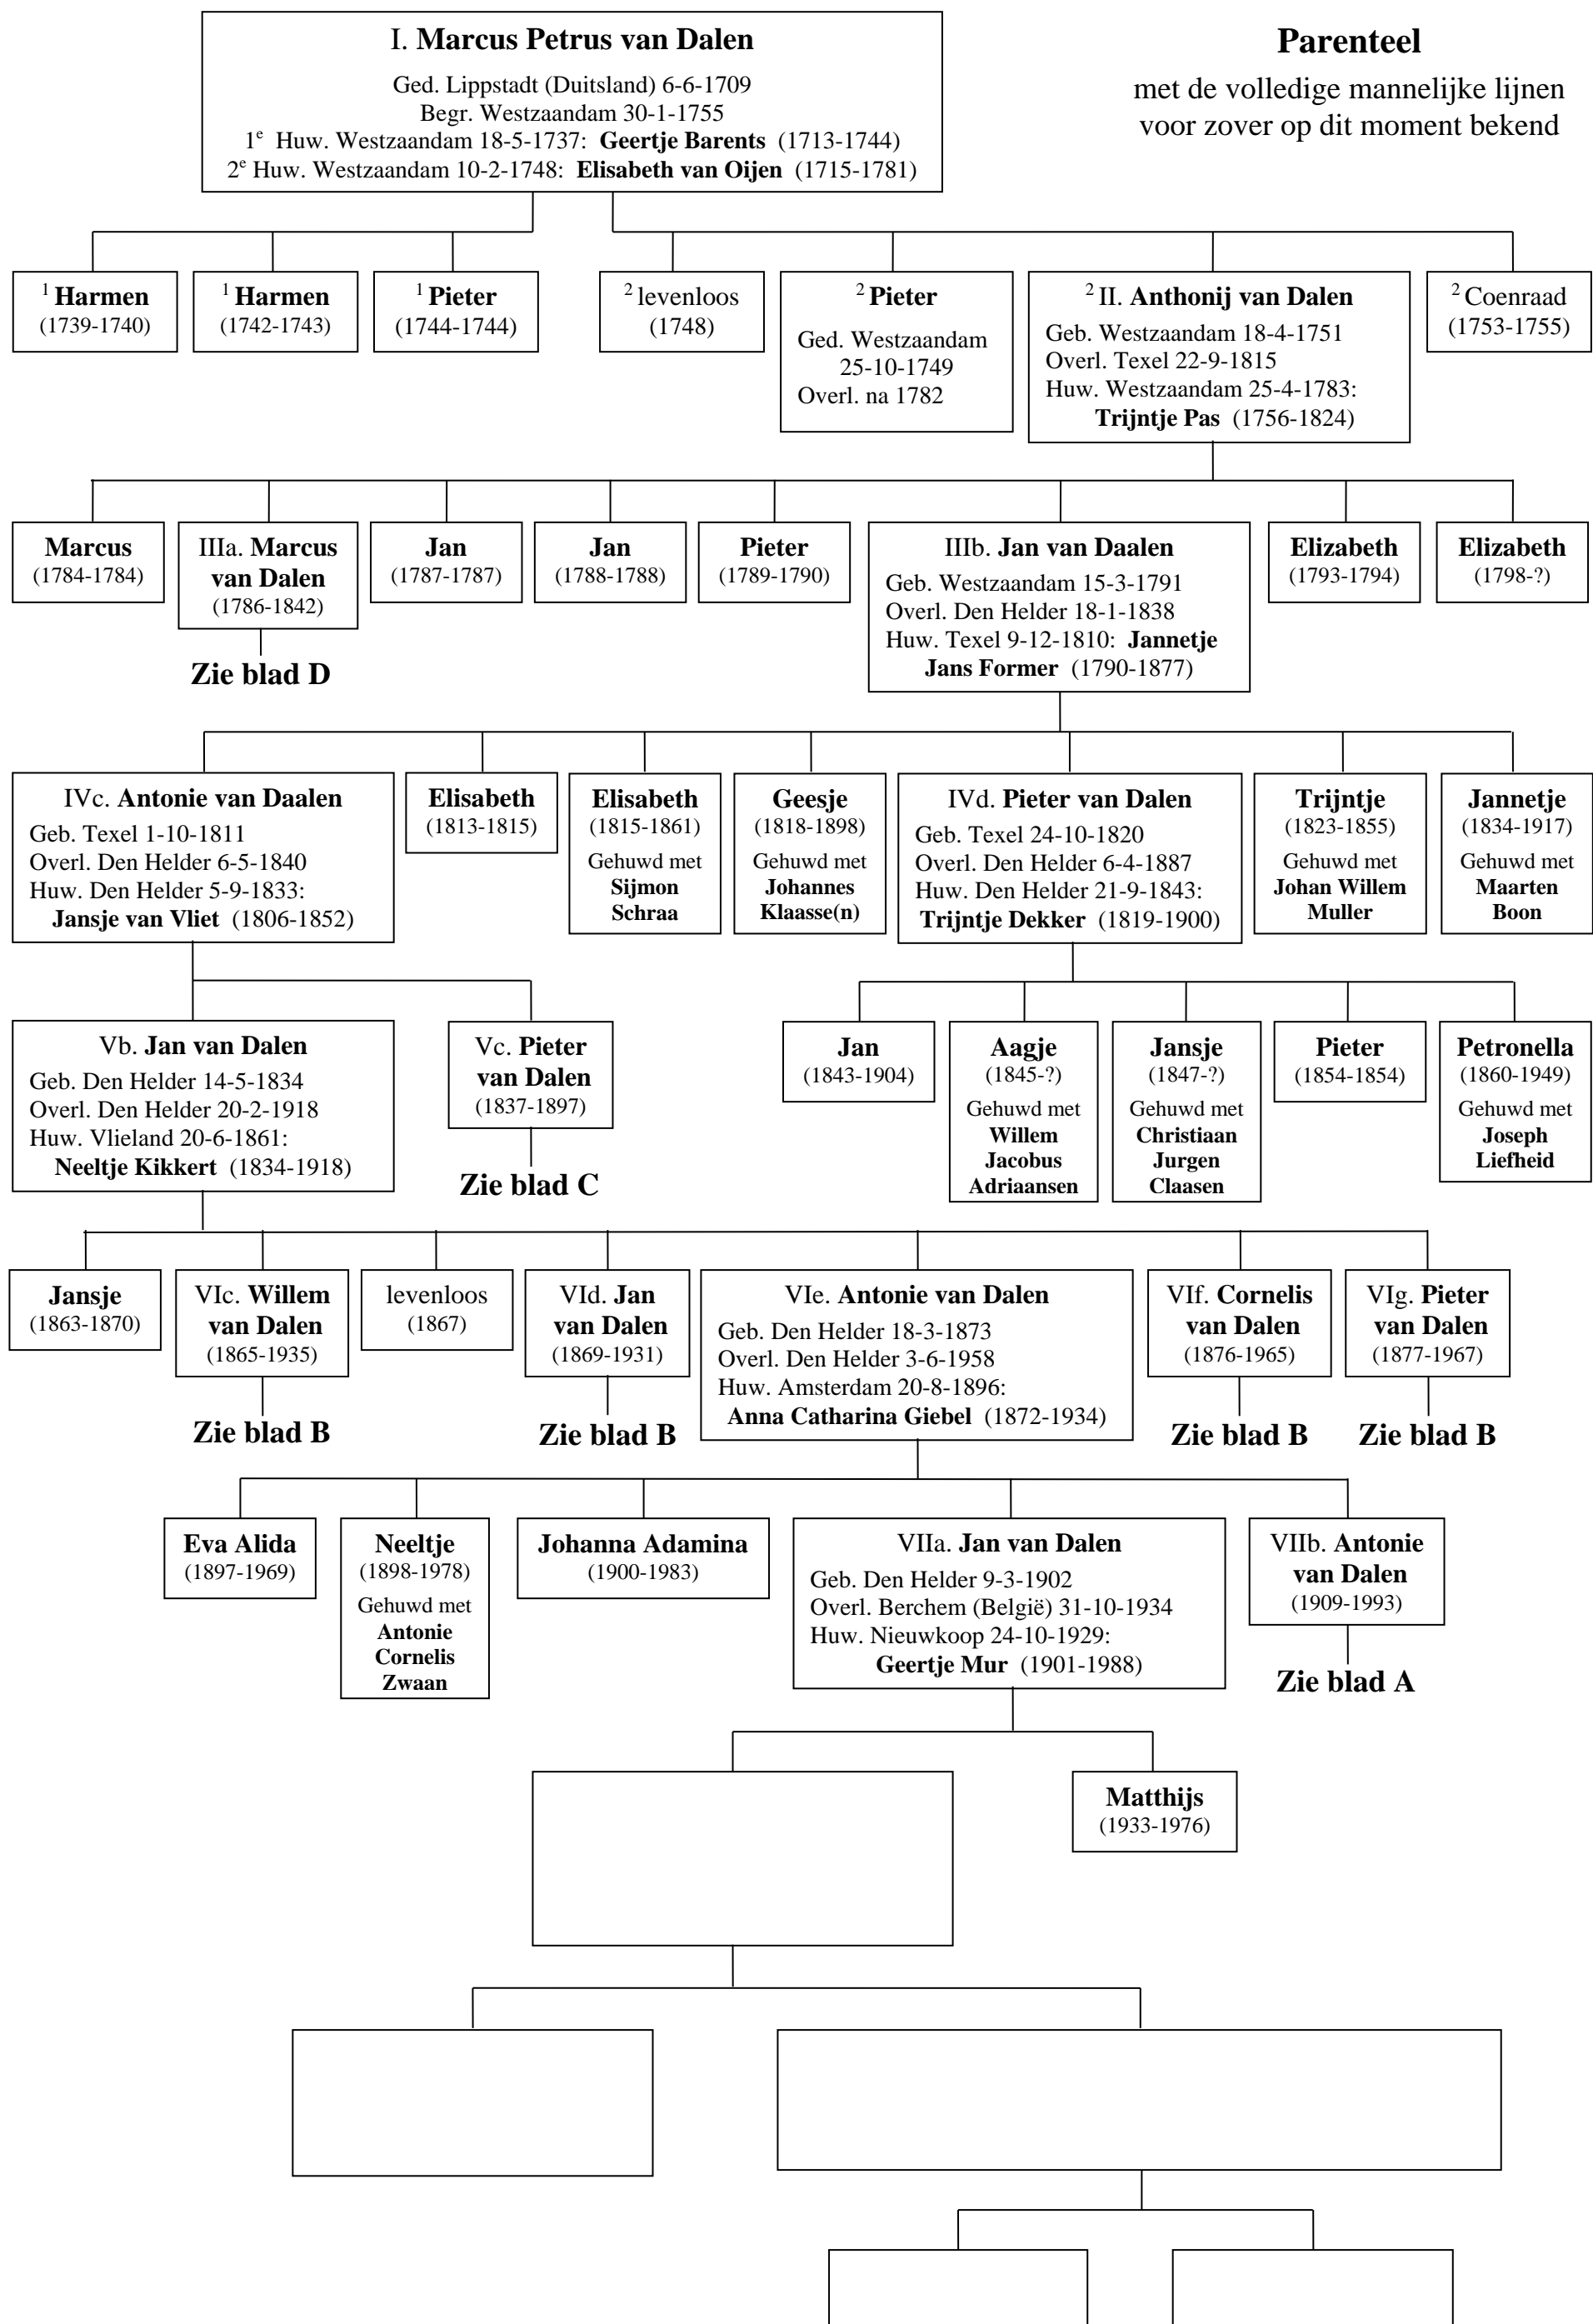 I. Marcus Petrus van Dalen
Ged. Lippstadt (Duitsland) 6-6-1709
Begr. Westzaandam 30-1-1755
1e Huw. Westzaandam 18-5-1737: Geertje Barents (1713-1744)
2e Huw. Westzaandam 10-2-1748: Elisabeth van Oijen (1715-1781)
Parenteel
met de volledige mannelijke lijnen
voor zover op dit moment bekend
1 Harmen
(1739-1740)
1 Harmen
(1742-1743)
1 Pieter
(1744-1744)
2 levenloos
(1748)
2 Pieter
Ged. Westzaandam
25-10-1749
Overl. na 1782
2 II. Anthonij van Dalen
Geb. Westzaandam 18-4-1751
Overl. Texel 22-9-1815
Huw. Westzaandam 25-4-1783:
Trijntje Pas (1756-1824)
2 Coenraad
(1753-1755)
Marcus
(1784-1784)
IIIa. Marcus
van Dalen
(1786-1842)
Zie blad D
Jan
(1787-1787)
Jan
(1788-1788)
Pieter
(1789-1790)
IIIb. Jan van Daalen
Geb. Westzaandam 15-3-1791
Overl. Den Helder 18-1-1838
Huw. Texel 9-12-1810: Jannetje
Jans Former (1790-1877)
Elizabeth
(1793-1794)
Elizabeth
(1798-?)
IVc. Antonie van Daalen
Geb. Texel 1-10-1811
Overl. Den Helder 6-5-1840
Huw. Den Helder 5-9-1833:
Jansje van Vliet (1806-1852)
Elisabeth
(1813-1815)
Elisabeth
(1815-1861)
Gehuwd met
Sijmon
Schraa
Geesje
(1818-1898)
Gehuwd met
Johannes
Klaasse(n)
IVd. Pieter van Dalen
Geb. Texel 24-10-1820
Overl. Den Helder 6-4-1887
Huw. Den Helder 21-9-1843:
Trijntje Dekker (1819-1900)
Trijntje
(1823-1855)
Gehuwd met
Johan Willem
Muller
Jannetje
(1834-1917)
Gehuwd met
Maarten
Boon
Vb. Jan van Dalen
Geb. Den Helder 14-5-1834
Overl. Den Helder 20-2-1918
Huw. Vlieland 20-6-1861:
Neeltje Kikkert (1834-1918)
Vc. Pieter
van Dalen
(1837-1897)
Zie blad C
Jan
(1843-1904)
Aagje
(1845-?)
Gehuwd met
Willem
Jacobus
Adriaansen
Jansje
(1847-?)
Gehuwd met
Christiaan
Jurgen
Claasen
Pieter
(1854-1854)
Petronella
(1860-1949)
Gehuwd met
Joseph
Liefheid
Jansje
(1863-1870)
VIc. Willem
van Dalen
(1865-1935)
Zie blad B
levenloos
(1867)
VId. Jan
van Dalen
(1869-1931)
Zie blad B
VIe. Antonie van Dalen
Geb. Den Helder 18-3-1873
Overl. Den Helder 3-6-1958
Huw. Amsterdam 20-8-1896:
Anna Catharina Giebel (1872-1934)
VIf. Cornelis
van Dalen
(1876-1965)
Zie blad B
VIg. Pieter
van Dalen
(1877-1967)
Zie blad B
Eva Alida
(1897-1969)
Neeltje
(1898-1978)
Gehuwd met
Antonie
Cornelis
Zwaan
Johanna Adamina
(1900-1983)
VIIa. Jan van Dalen
Geb. Den Helder 9-3-1902
Overl. Berchem (België) 31-10-1934
Huw. Nieuwkoop 24-10-1929:
Geertje Mur (1901-1988)
VIIb. Antonie
van Dalen
(1909-1993)
Zie blad A
Matthijs
(1933-1976)